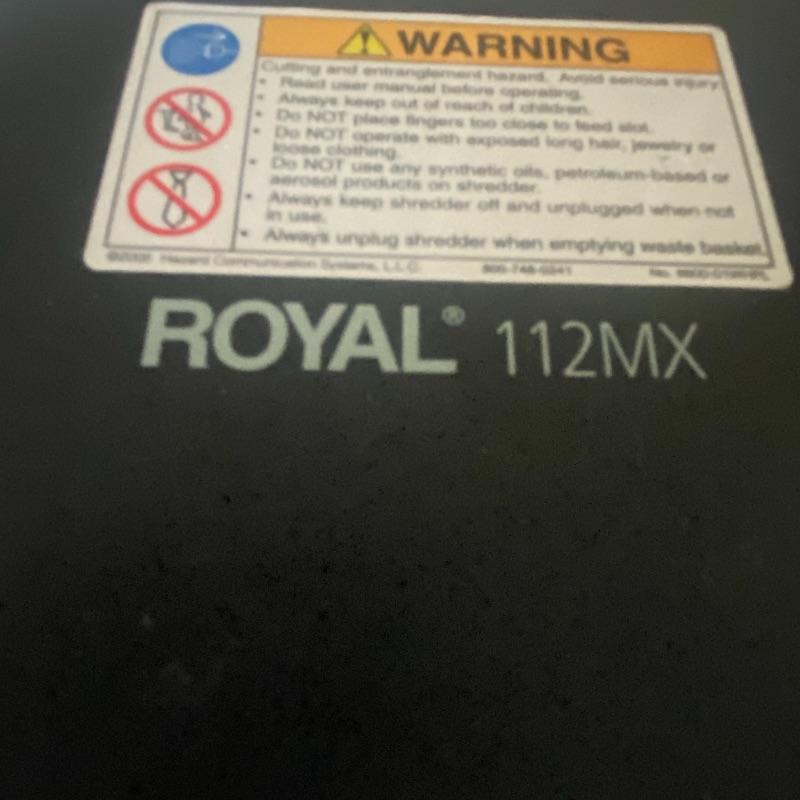 WARNING
Cutting and entanglement hazard. Avoid serious injury
• Read user manual before operating.
• Always keep out of reach of children.
• Do NOT place fingers too close to feed slot.
• Do NOT operate with exposed long hair, jewelry or
loose clothing.
• Do NOT use any synthetic oils, petroleum-based or
aerosol products on shredder.
• Always keep shredder off and unplugged when not
in use.
• Always unplug shredder when emptying waste basket.
Hazard Communication Systems, L.L.C. No.
ROYAL® 112MX